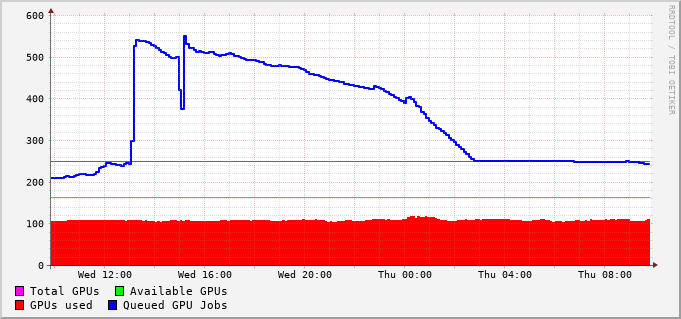 600
500
400
300
200
100
0
Wed 12:00 Wed 16:00 Wed 20:00 Thu 00:00 Thu 04:00 Thu 08:00
Total GPUs Available GPUs
GPUs used Queued GPU Jobs
RRDTOOL / TOBI OETIKER